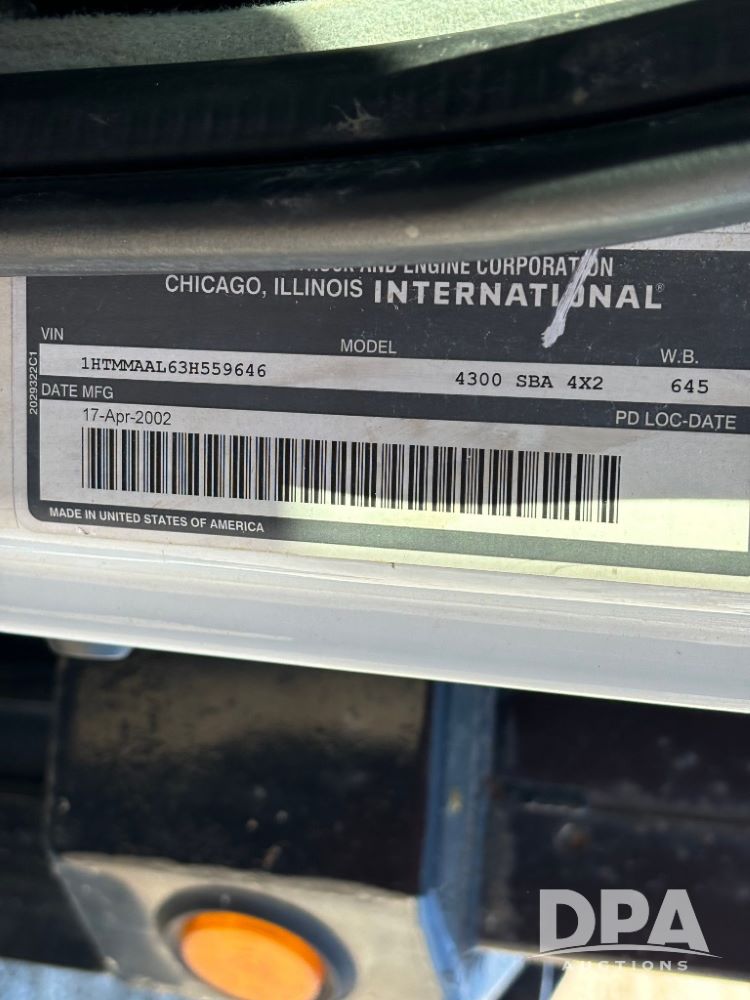 AND ENGINE CORPORATION
CHICAGO, ILLINOIS INTERNATIONAL®
VIN MODEL W.B.
1HTMMAAL63H559646 4300 SBA 4X2 645
DATE MFG PD LOC-DATE
17-Apr-2002
MADE IN UNITED STATES OF AMERICA
2029322C1
DPA
AUCTIONS